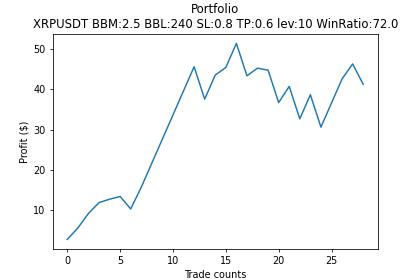 Portfolio
XRPUSDT BBM:2.5 BBL:240 SL:0.8 TP:0.6 lev:10 WinRatio:72.0
50
40
30
20
10
Profit ($)
0 5 10 15 20 25
Trade counts